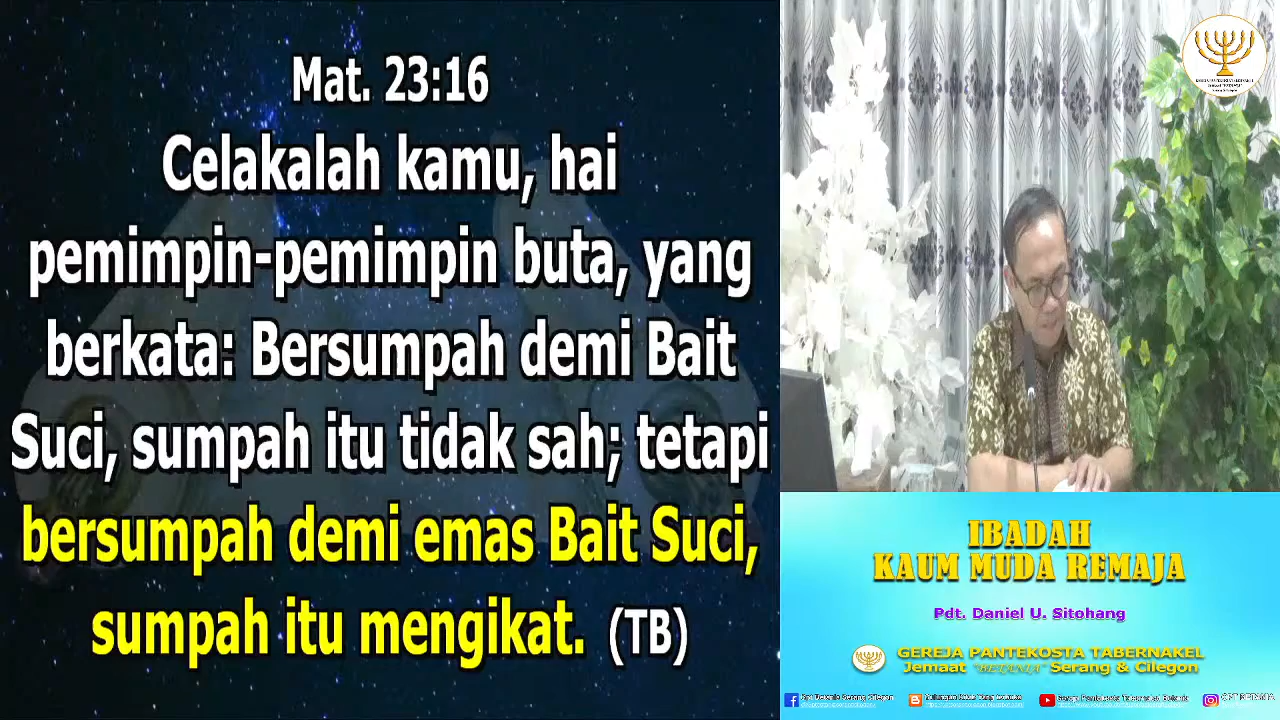 Mat. 23:16
Celakalah kamu, hai
pemimpin-pemimpin buta, yang
berkata: Bersumpah demi Bait
Suci, sumpah itu tidak sah; tetapi
bersumpah demi emas Bait Suci,
sumpah itu mengikat. (TB)
IBADAH
KAUM MUDA REMAJA
Pdt. Daniel U. Sitohang
GEREJA PANTEKOSTA TABERNAKEL
Jemaat "BETANIA" Serang & Cilegon